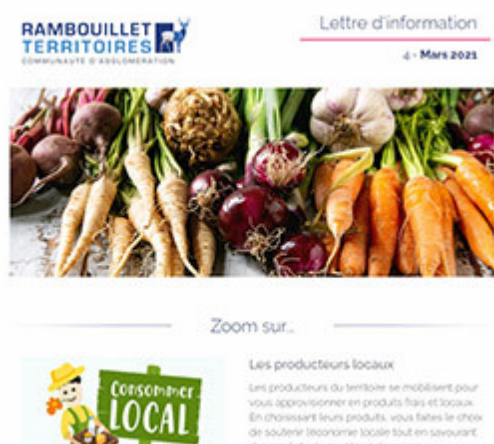 RAMBOUILLET
TERRITOIRES
COMMUNAUTÉ D'AGGLOMÉRATION
Lettre d'information
4 - Mars 2021
Zoom sur...
Consommer
LOCAL
Les producteurs locaux
Les producteurs du territoire se mobilisent pour
vous approvisionner en produits frais et locaux.
En choisissant leurs produits, vous faites le choix
de soutenir l'économie locale tout en savourant